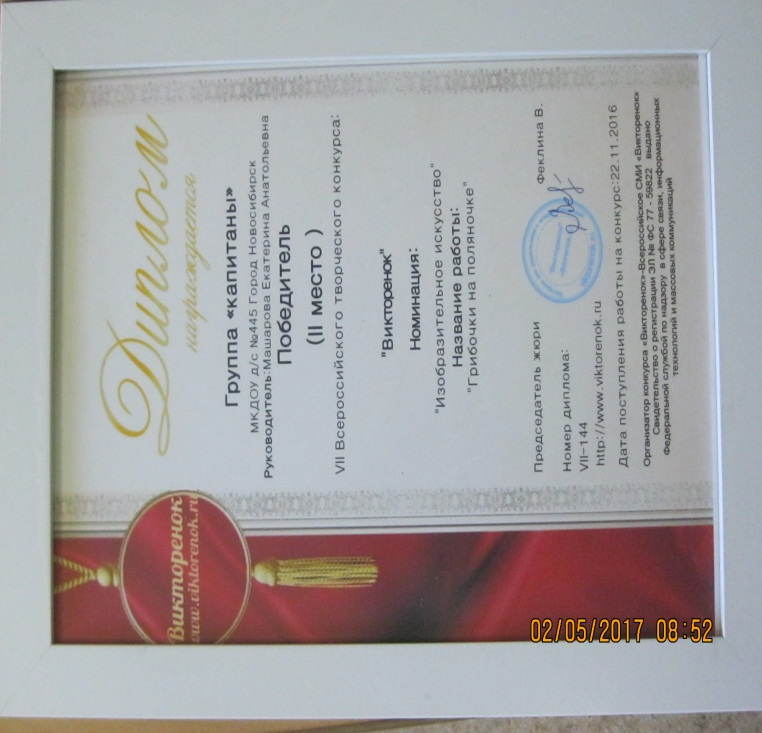 Диплом
награждается
Группа «капитаны»
МКДОУ д/с №445 Город Новосибирск
Руководитель:Машарова Екатерина Анатольевна
Победитель
(II место )
VII Всероссийского творческого конкурса:
"Викторенок"
Номинация:
"Изобразительное искусство"
Название работы:
"Грибочки на поляночке"
Председатель жюри Феклина В.
Номер диплома:
VII-144
http://www.viktorenok.ru
Дата поступления работы на конкурс:22.11.2016
Организатор конкурса «Викторенок»-Всероссийское СМИ «Викторенок»
Свидетельство о регистрации ЭЛ № ФС 77 - 59822 выдано
Федеральной службой по надзору в сфере связи, информационных
технологий и массовых коммуникаций
Викторенок
www.viktorenok.ru
02/05/2017 08:52